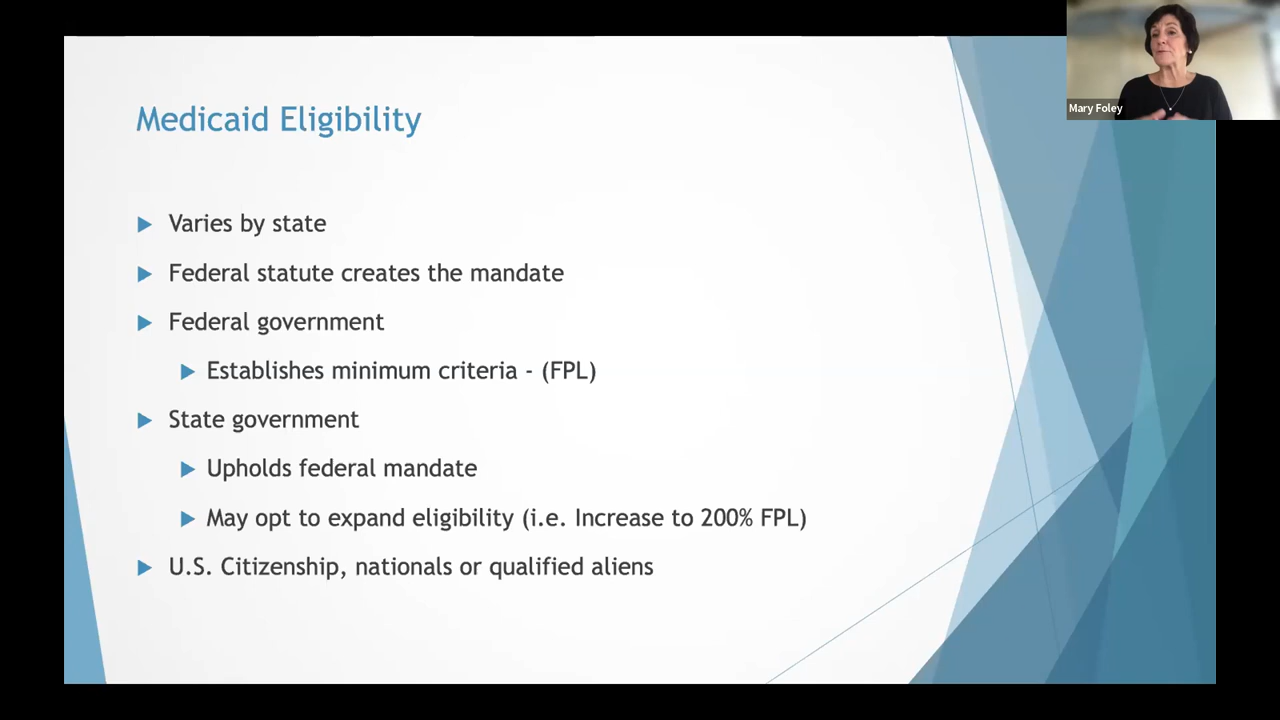 Medicaid Eligibility
Varies by state
Federal statute creates the mandate
Federal government
Establishes minimum criteria - (FPL)
State government
Upholds federal mandate
May opt to expand eligibility (i.e. Increase to 200% FPL)
U.S. Citizenship, nationals or qualified aliens
Mary Foley